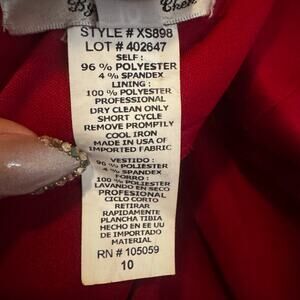 STYLE # XS898
LOT # 402647
SELF :
96 % POLYESTER
4 % SPANDEX
LINING :
100 % POLYESTER
PROFESSIONAL
DRY CLEAN ONLY
SHORT CYCLE
REMOVE PROMPTLY
COOL IRON
MADE IN USA OF
IMPORTED FABRIC
VESTIDO :
96 % POLIESTER
4 % SPANDEX
FORRO :
100 % POLIESTER
LAVANDO EN SECO
PROFESIONAL
CICLO CORTO
RETIRAR
RAPIDAMENTE
PLANCHA TIBIA
HECHO EN EE UU
DE IMPORTADO
MATERIAL
RN # 105059
10